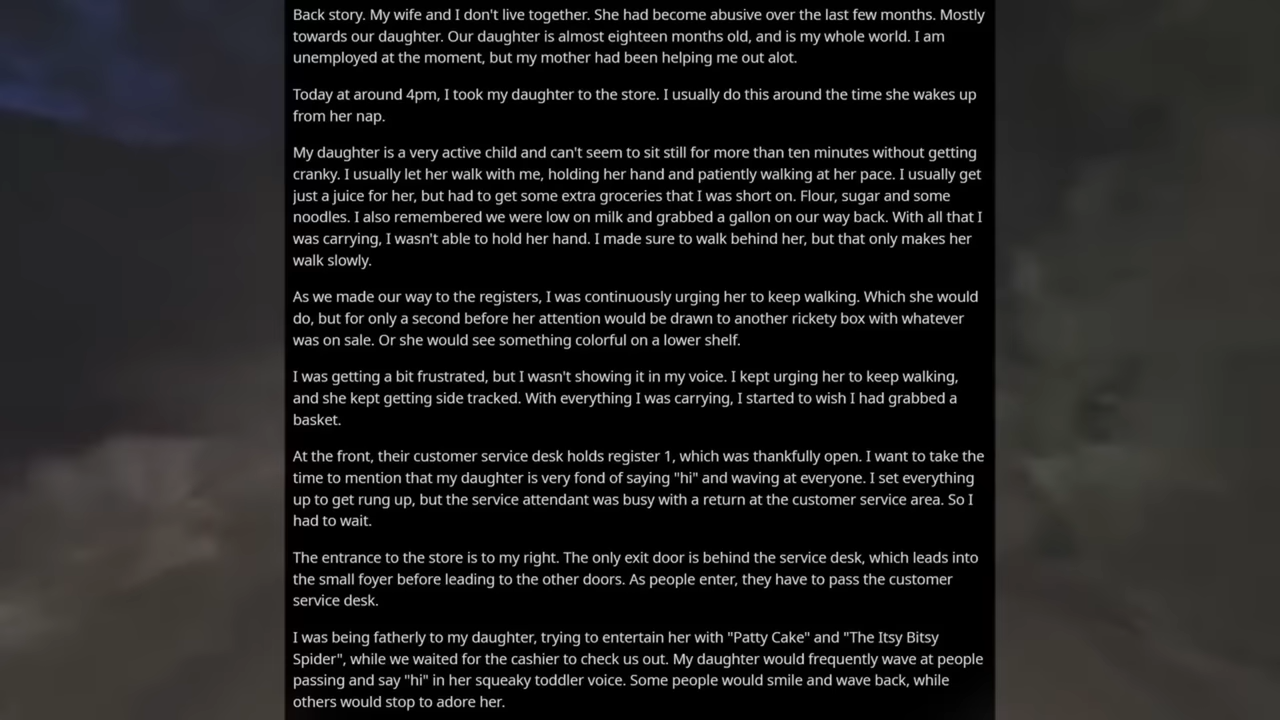 Back story. My wife and I don't live together. She had become abusive over the last few months. Mostly
towards our daughter. Our daughter is almost eighteen months old, and is my whole world. I am
unemployed at the moment, but my mother had been helping me out alot.
Today at around 4pm, I took my daughter to the store. I usually do this around the time she wakes up
from her nap.
My daughter is a very active child and can't seem to sit still for more than ten minutes without getting
cranky. I usually let her walk with me, holding her hand and patiently walking at her pace. I usually get
just a juice for her, but had to get some extra groceries that I was short on. Flour, sugar and some
noodles. I also remembered we were low on milk and grabbed a gallon on our way back. With all that I
was carrying, I wasn't able to hold her hand. I made sure to walk behind her, but that only makes her
walk slowly.
As we made our way to the registers, I was continuously urging her to keep walking. Which she would
do, but for only a second before her attention would be drawn to another rickety box with whatever
was on sale. Or she would see something colorful on a lower shelf.
I was getting a bit frustrated, but I wasn't showing it in my voice. I kept urging her to keep walking,
and she kept getting side tracked. With everything I was carrying, I started to wish I had grabbed a
basket.
At the front, their customer service desk holds register 1, which was thankfully open. I want to take the
time to mention that my daughter is very fond of saying "hi" and waving at everyone. I set everything
up to get rung up, but the service attendant was busy with a return at the customer service area. So I
had to wait.
The entrance to the store is to my right. The only exit door is behind the service desk, which leads into
the small foyer before leading to the other doors. As people enter, they have to pass the customer
service desk.
I was being fatherly to my daughter, trying to entertain her with "Patty Cake" and "The Itsy Bitsy
Spider", while we waited for the cashier to check us out. My daughter would frequently wave at people
passing and say "hi" in her squeaky toddler voice. Some people would smile and wave back, while
others would stop to adore her.